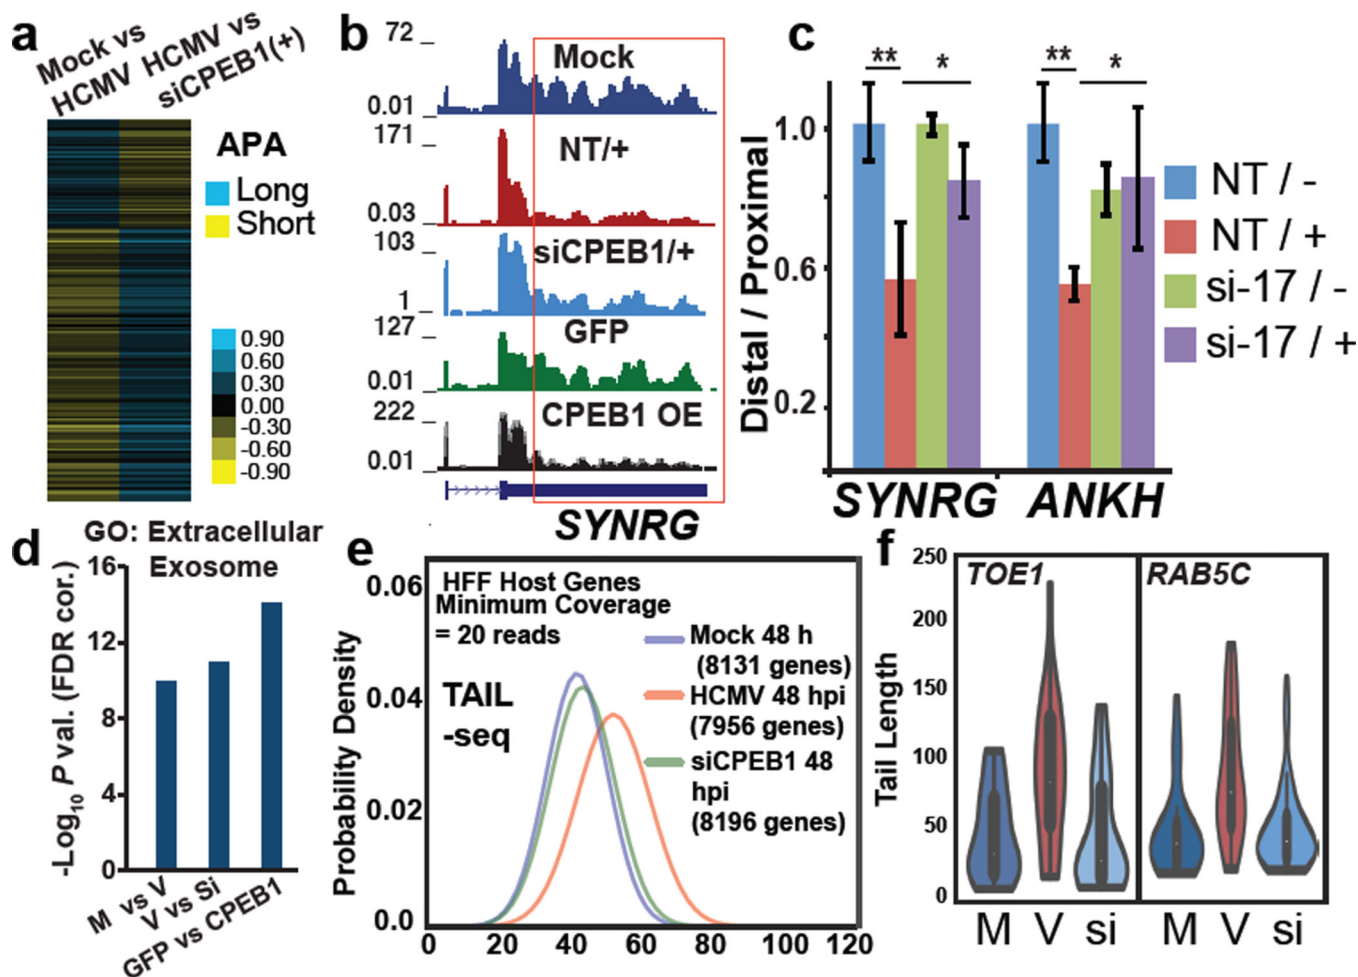 a
Mock vs
HCMV
HCMV vs
siCPEB1(+)
APA
Long
Short
0.90
0.60
0.30
0.00
-0.30
-0.60
-0.90
b
72
Mock
0.01
171
NT/+
0.03
103
siCPEB1/+
1
127
GFP
0.01
222
CPEB1 OE
0.01
SYNRG
c
** * ** *
Distal / Proximal
1.0
0.6
0.2
SYNRG ANKH
NT / -
NT / +
si-17 / -
si-17 / +
d
GO: Extracellular
Exosome
-Log10 P val. (FDR cor.)
16
12
8
4
0
M vs V
V vs Si
GFP vs CPEB1
e
HFF Host Genes
Minimum Coverage
= 20 reads
TAIL
-seq
Mock 48 h
(8131 genes)
HCMV 48 hpi
(7956 genes)
siCPEB1 48
hpi
(8196 genes)
Probability Density
0.06
0.04
0.02
0.0
0 20 40 60 80 100 120
f
TOE1 RAB5C
Tail Length
250
200
150
100
50
0
M V si M V si